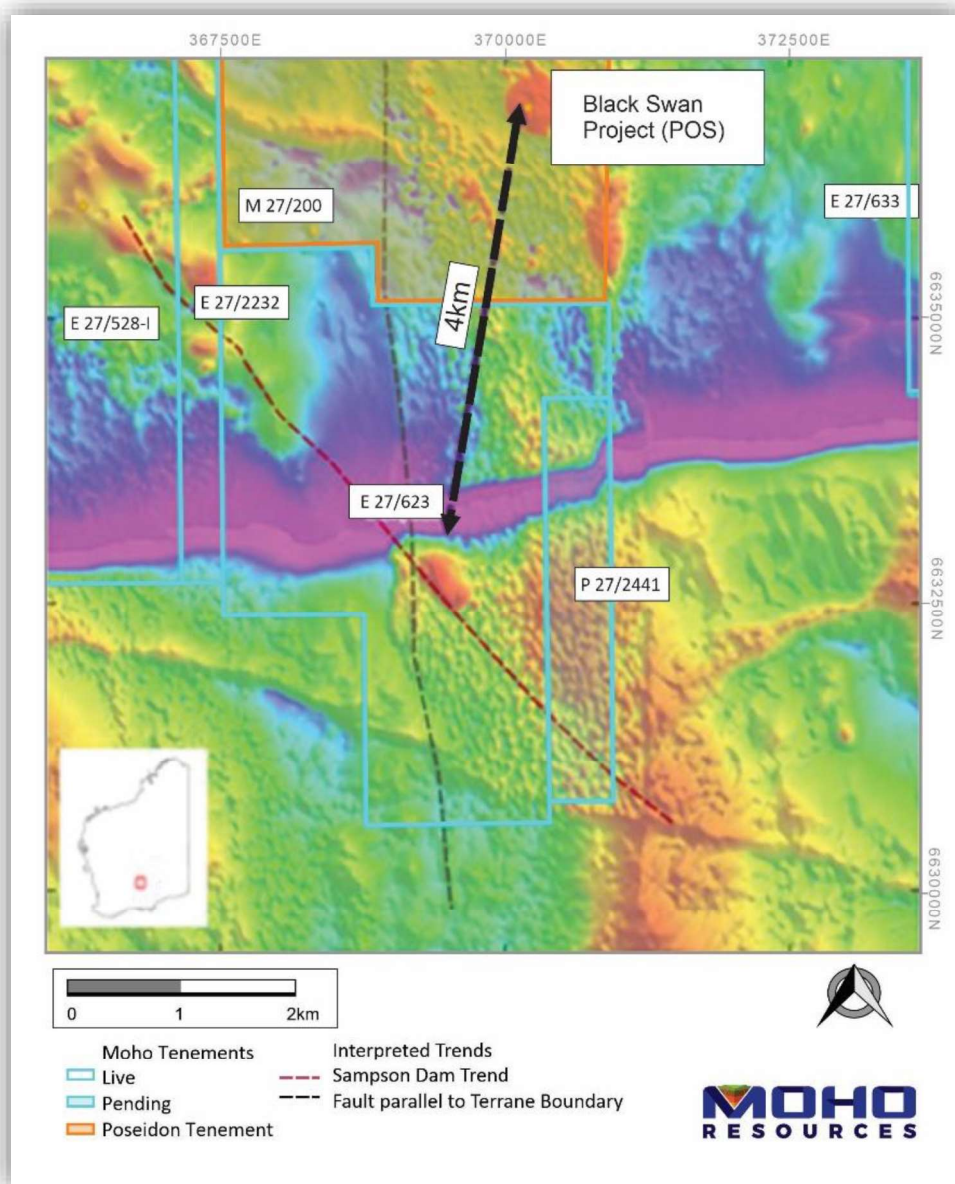 367500E
370000E
372500E
Black Swan
Project (POS)
M 27/200
E 27/633
E 27/2232
E 27/528-I
4km
6635000N
E 27/623
P 27/2441
6632500N
6630000N
0 1 2km
Moho Tenements
Live
Pending
Poseidon Tenement
Interpreted Trends
Sampson Dam Trend
Fault parallel to Terrane Boundary
MOHO
RESOURCES